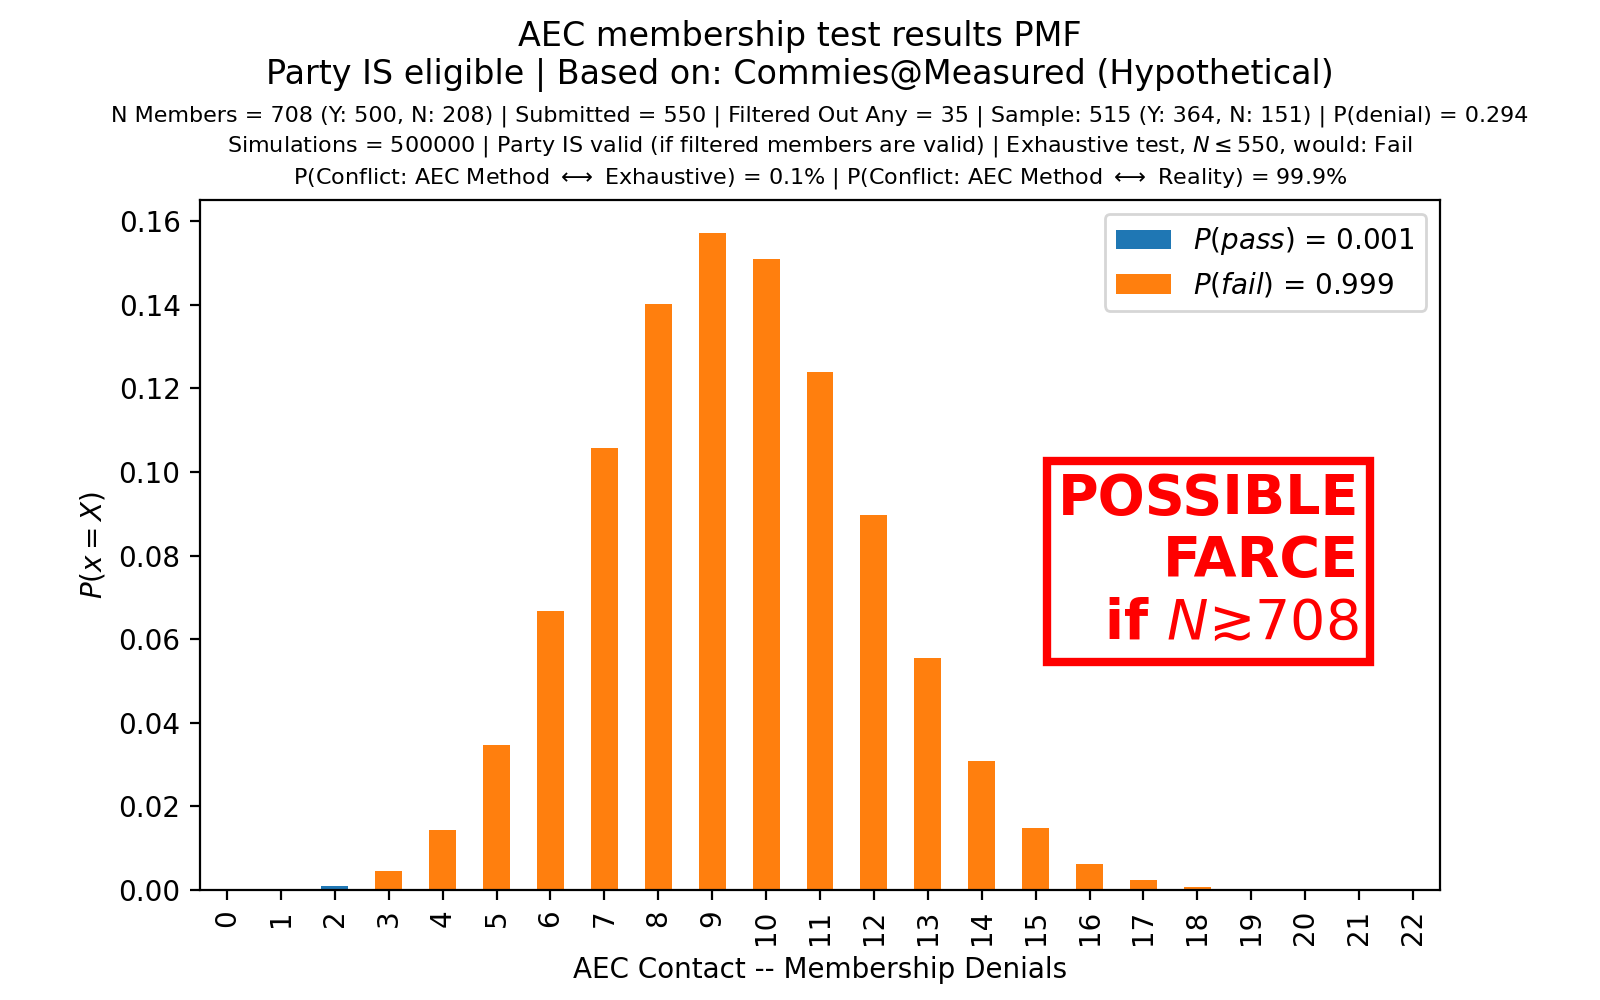 AEC membership test results PMF
Party IS eligible | Based on: Commies@Measured (Hypothetical)
N Members = 708 (Y: 500, N: 208) | Submitted = 550 | Filtered Out Any = 35 | Sample: 515 (Y: 364, N: 151) | P(denial) = 0.294
Simulations = 500000 | Party IS valid (if filtered members are valid) | Exhaustive test, N ≤ 550, would: Fail
P(Conflict: AEC Method ⟷ Exhaustive) = 0.1% | P(Conflict: AEC Method ⟷ Reality) = 99.9%
P(pass) = 0.001
P(fail) = 0.999
0.16
0.14
0.12
0.10
0.08
0.06
0.04
0.02
0.00
P(x = X)
POSSIBLE
FARCE
if N≳708
0 1 2 3 4 5 6 7 8 9 10 11 12 13 14 15 16 17 18 19 20 21 22
AEC Contact -- Membership Denials